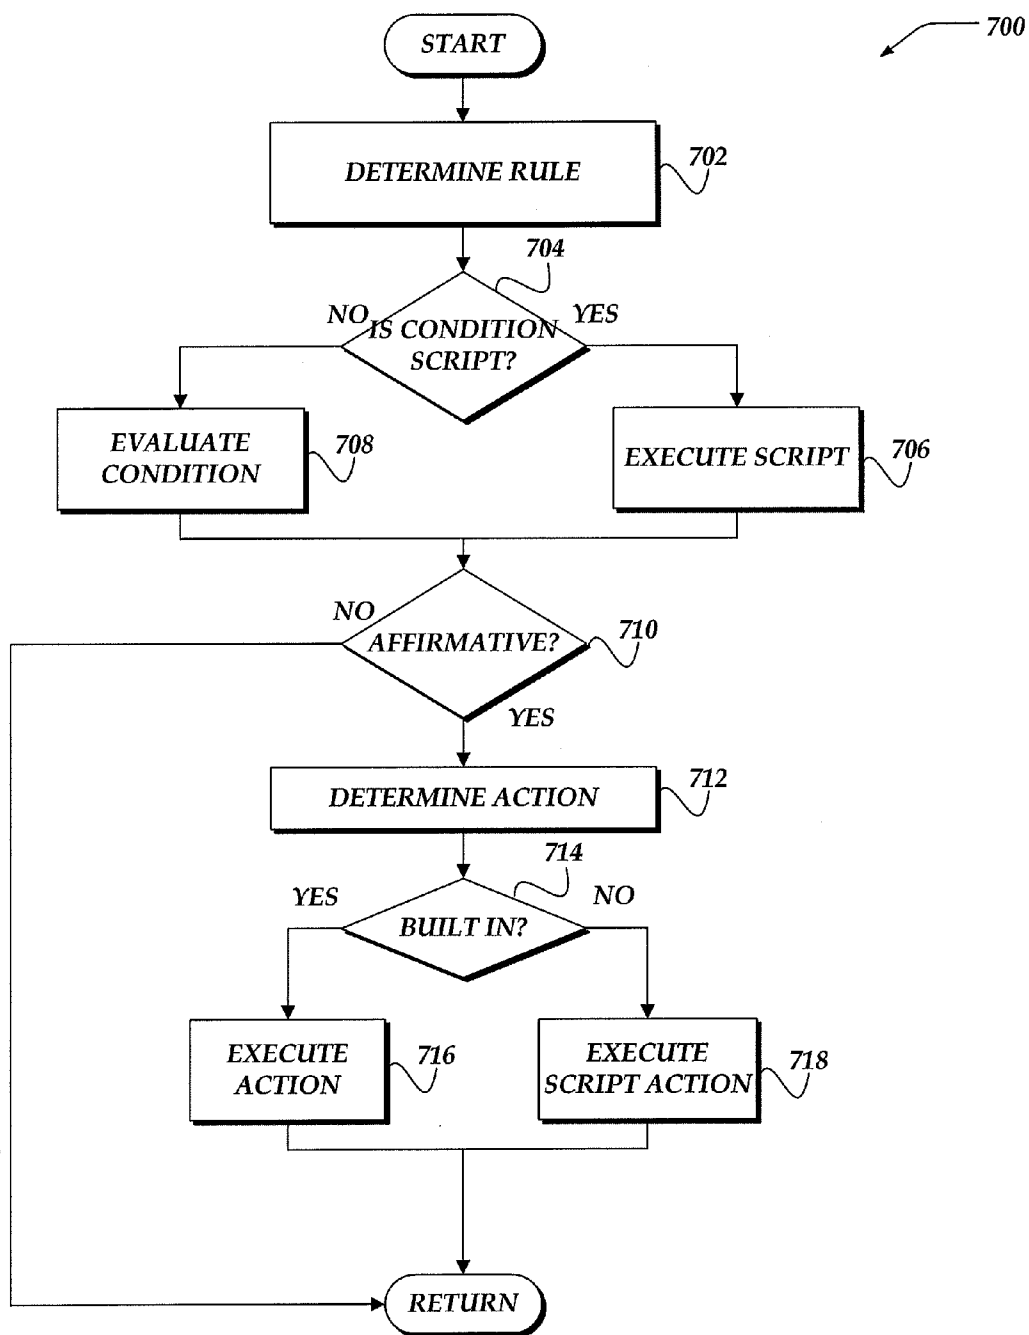 START
700
DETERMINE RULE
702
704
NO
YES
IS CONDITION
SCRIPT?
EVALUATE
CONDITION
708
EXECUTE SCRIPT
706
NO
AFFIRMATIVE?
710
YES
DETERMINE ACTION
712
714
YES
NO
BUILT IN?
EXECUTE
ACTION
716
EXECUTE
SCRIPT ACTION
718
RETURN